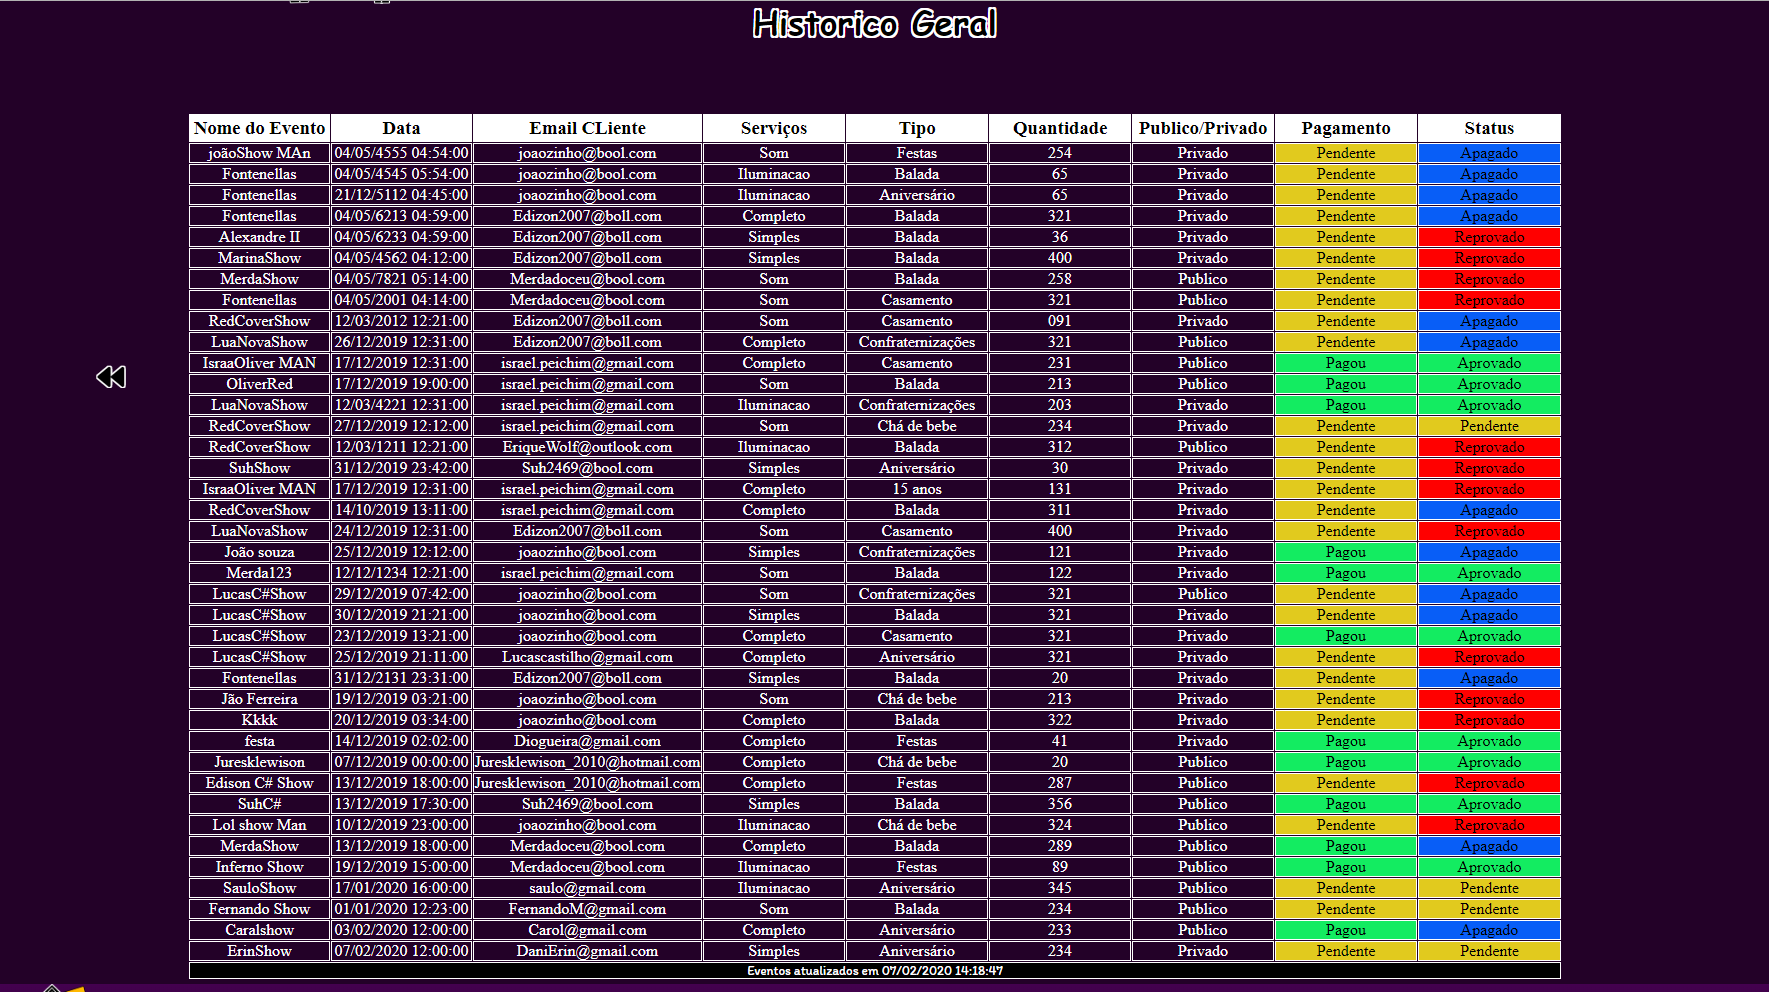 Historico Geral
Nome do Evento Data Email CLiente Serviços Tipo Quantidade Publico/Privado Pagamento Status
joãoShow MAn 04/05/4555 04:54:00 joaozinho@bool.com Som Festas 254 Privado Pendente Apagado
Fontenellas 04/05/4545 05:54:00 joaozinho@bool.com Iluminacao Balada 65 Privado Pendente Apagado
Fontenellas 21/12/5112 04:45:00 joaozinho@bool.com Iluminacao Aniversário 65 Privado Pendente Apagado
Fontenellas 04/05/6213 04:59:00 Edizon2007@boll.com Completo Balada 321 Privado Pendente Apagado
Alexandre II 04/05/6233 04:59:00 Edizon2007@boll.com Simples Balada 36 Privado Pendente Reprovado
MarinaShow 04/05/4562 04:12:00 Edizon2007@boll.com Simples Balada 400 Privado Pendente Reprovado
MerdaShow 04/05/7821 05:14:00 Merdadoceu@bool.com Som Balada 258 Publico Pendente Reprovado
Fontenellas 04/05/2001 04:14:00 Merdadoceu@bool.com Som Casamento 321 Publico Pendente Reprovado
RedCoverShow 12/03/2012 12:21:00 Edizon2007@boll.com Som Casamento 091 Privado Pendente Apagado
LuaNovaShow 26/12/2019 12:31:00 Edizon2007@boll.com Completo Confraternizações 321 Publico Pendente Apagado
IsraaOliver MAN 17/12/2019 12:31:00 israel.peichim@gmail.com Completo Casamento 231 Publico Pagou Aprovado
OliverRed 17/12/2019 19:00:00 israel.peichim@gmail.com Som Balada 213 Publico Pagou Aprovado
LuaNovaShow 12/03/4221 12:31:00 israel.peichim@gmail.com Iluminacao Confraternizações 203 Privado Pagou Aprovado
RedCoverShow 27/12/2019 12:12:00 israel.peichim@gmail.com Som Chá de bebe 234 Privado Pendente Pendente
RedCoverShow 12/03/1211 12:21:00 EriqueWolf@outlook.com Iluminacao Balada 312 Publico Pendente Reprovado
SuhShow 31/12/2019 23:42:00 Suh2469@bool.com Simples Aniversário 30 Privado Pendente Reprovado
IsraaOliver MAN 17/12/2019 12:31:00 israel.peichim@gmail.com Completo 15 anos 131 Privado Pendente Reprovado
RedCoverShow 14/10/2019 13:11:00 israel.peichim@gmail.com Completo Balada 311 Privado Pendente Apagado
LuaNovaShow 24/12/2019 12:31:00 Edizon2007@boll.com Som Casamento 400 Privado Pendente Reprovado
João souza 25/12/2019 12:12:00 joaozinho@bool.com Simples Confraternizações 121 Privado Pagou Apagado
Merda123 12/12/1234 12:21:00 israel.peichim@gmail.com Som Balada 122 Privado Pagou Aprovado
LucasC#Show 29/12/2019 07:42:00 joaozinho@bool.com Som Confraternizações 321 Publico Pendente Apagado
LucasC#Show 30/12/2019 21:21:00 joaozinho@bool.com Simples Balada 321 Privado Pendente Apagado
LucasC#Show 23/12/2019 13:21:00 joaozinho@bool.com Completo Casamento 321 Privado Pagou Aprovado
LucasC#Show 25/12/2019 21:11:00 Lucascastilho@gmail.com Completo Aniversário 321 Privado Pendente Reprovado
Fontenellas 31/12/2131 23:31:00 Edizon2007@boll.com Simples Balada 20 Privado Pendente Apagado
Jão Ferreira 19/12/2019 03:21:00 joaozinho@bool.com Som Chá de bebe 213 Privado Pendente Reprovado
Kkkk 20/12/2019 03:34:00 joaozinho@bool.com Completo Balada 322 Privado Pendente Reprovado
festa 14/12/2019 02:02:00 Diogueira@gmail.com Completo Festas 41 Privado Pagou Aprovado
Juresklewison 07/12/2019 00:00:00 Juresklewison_2010@hotmail.com Completo Chá de bebe 20 Publico Pagou Aprovado
Edison C# Show 13/12/2019 18:00:00 Juresklewison_2010@hotmail.com Completo Festas 287 Publico Pendente Reprovado
SuhC# 13/12/2019 17:30:00 Suh2469@bool.com Simples Balada 356 Publico Pagou Aprovado
Lol show Man 10/12/2019 23:00:00 joaozinho@bool.com Iluminacao Chá de bebe 324 Publico Pendente Reprovado
MerdaShow 13/12/2019 18:00:00 Merdadoceu@bool.com Completo Balada 289 Publico Pagou Apagado
Inferno Show 19/12/2019 15:00:00 Merdadoceu@bool.com Iluminacao Festas 89 Publico Pagou Aprovado
SauloShow 17/01/2020 16:00:00 saulo@gmail.com Iluminacao Aniversário 345 Publico Pendente Pendente
Fernando Show 01/01/2020 12:23:00 FernandoM@gmail.com Som Balada 234 Publico Pendente Pendente
Caralshow 03/02/2020 12:00:00 Carol@gmail.com Completo Aniversário 233 Publico Pagou Apagado
ErinShow 07/02/2020 12:00:00 DaniErin@gmail.com Simples Aniversário 234 Privado Pendente Pendente
Eventos atualizados em 07/02/2020 14:18:47